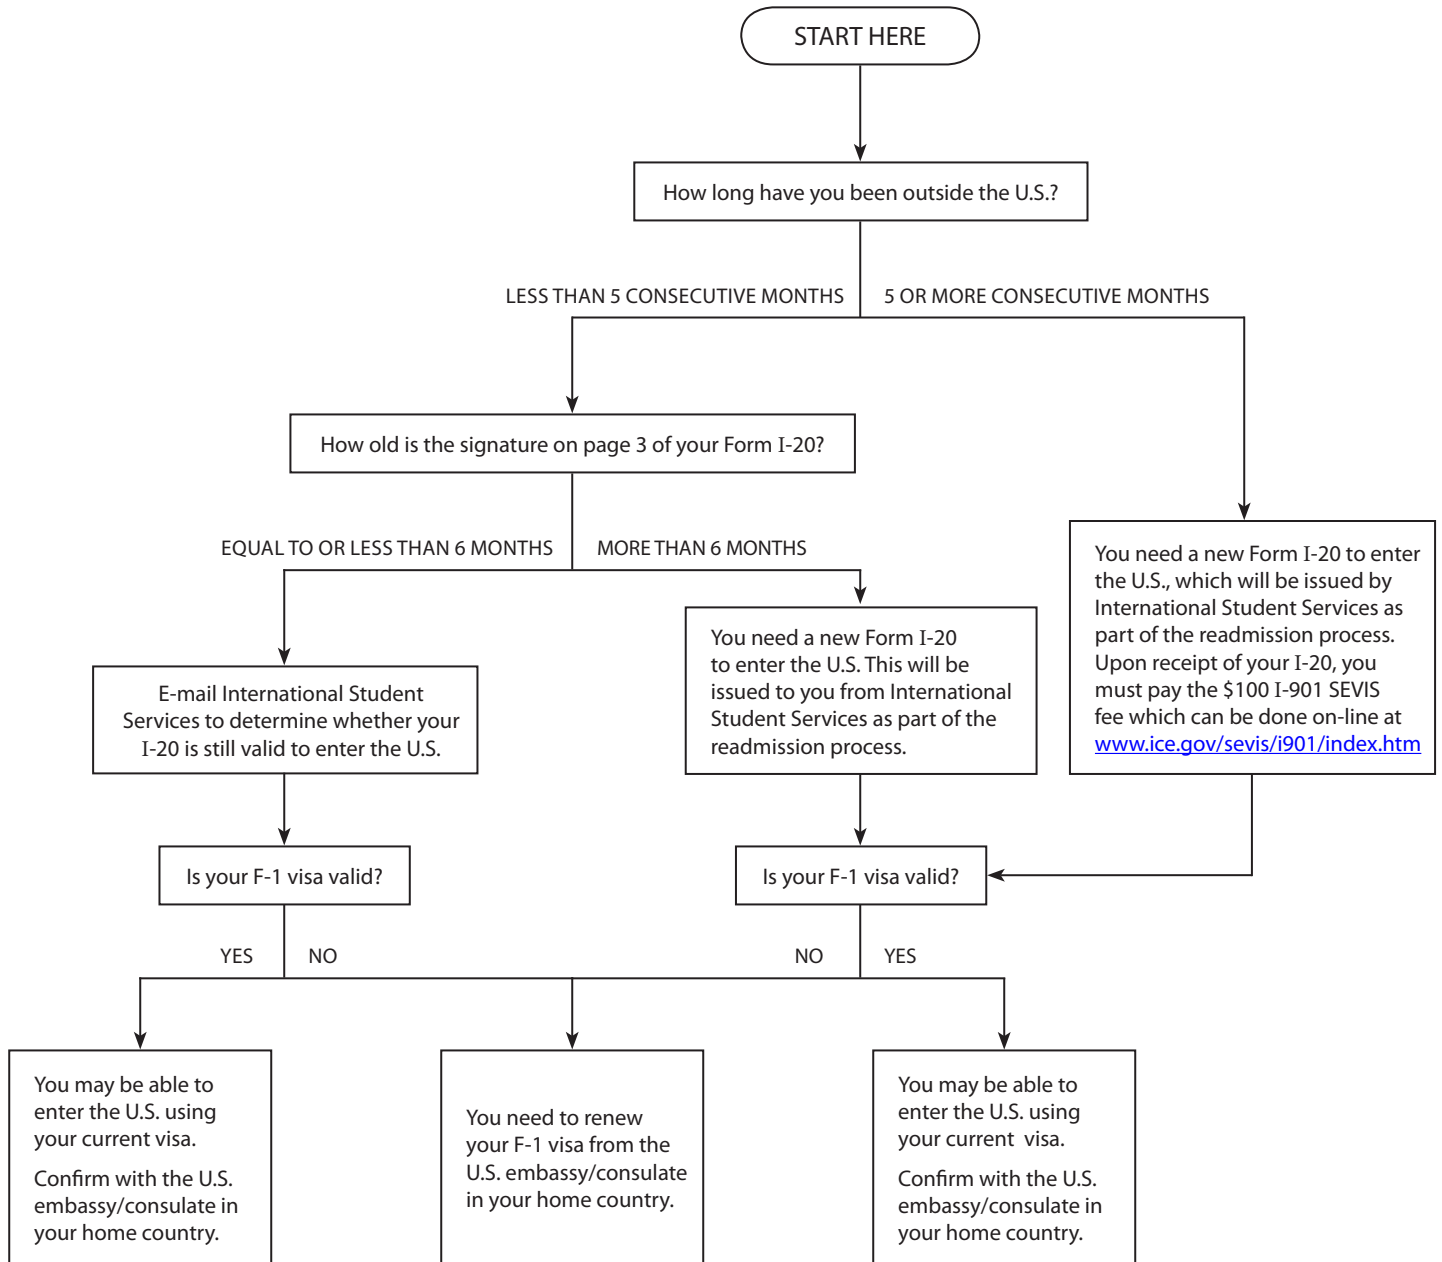 START HERE
How long have you been outside the U.S.?
LESS THAN 5 CONSECUTIVE MONTHS
5 OR MORE CONSECUTIVE MONTHS
How old is the signature on page 3 of your Form I-20?
EQUAL TO OR LESS THAN 6 MONTHS
MORE THAN 6 MONTHS
You need a new Form I-20 to enter
the U.S., which will be issued by
International Student Services as
part of the readmission process.
Upon receipt of your I-20, you
must pay the $100 I-901 SEVIS
fee which can be done on-line at
www.ice.gov/sevis/i901/index.htm
You need a new Form I-20
to enter the U.S. This will be
issued to you from International
Student Services as part of the
readmission process.
E-mail International Student
Services to determine whether your
I-20 is still valid to enter the U.S.
Is your F-1 visa valid?
Is your F-1 visa valid?
YES
NO
NO
YES
You may be able to
enter the U.S. using
your current visa.
Confirm with the U.S.
embassy/consulate in
your home country.
You need to renew
your F-1 visa from the
U.S. embassy/consulate
in your home country.
You may be able to
enter the U.S. using
your current  visa.
Confirm with the U.S.
embassy/consulate in
your home country.